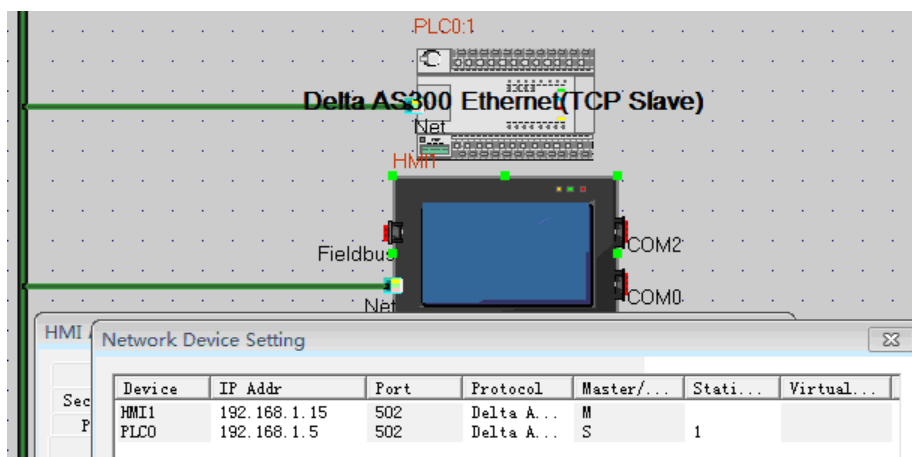 PLC0:1
Delta AS300 Ethernet(TCP Slave)
Net
HMI1
Fieldbus
COM2
Net
COM0
HMI
Network Device Setting
Device IP Addr Port Protocol Master/... Stati... Virtual...
HMI1 192.168.1.15 502 Delta A... M
PLC0 192.168.1.5 502 Delta A... S 1
Sec
P